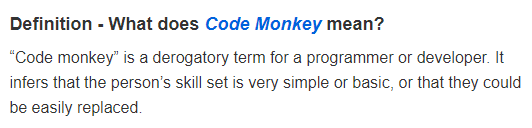 Definition - What does Code Monkey mean?
“Code monkey” is a derogatory term for a programmer or developer. It
infers that the person’s skill set is very simple or basic, or that they could
be easily replaced.